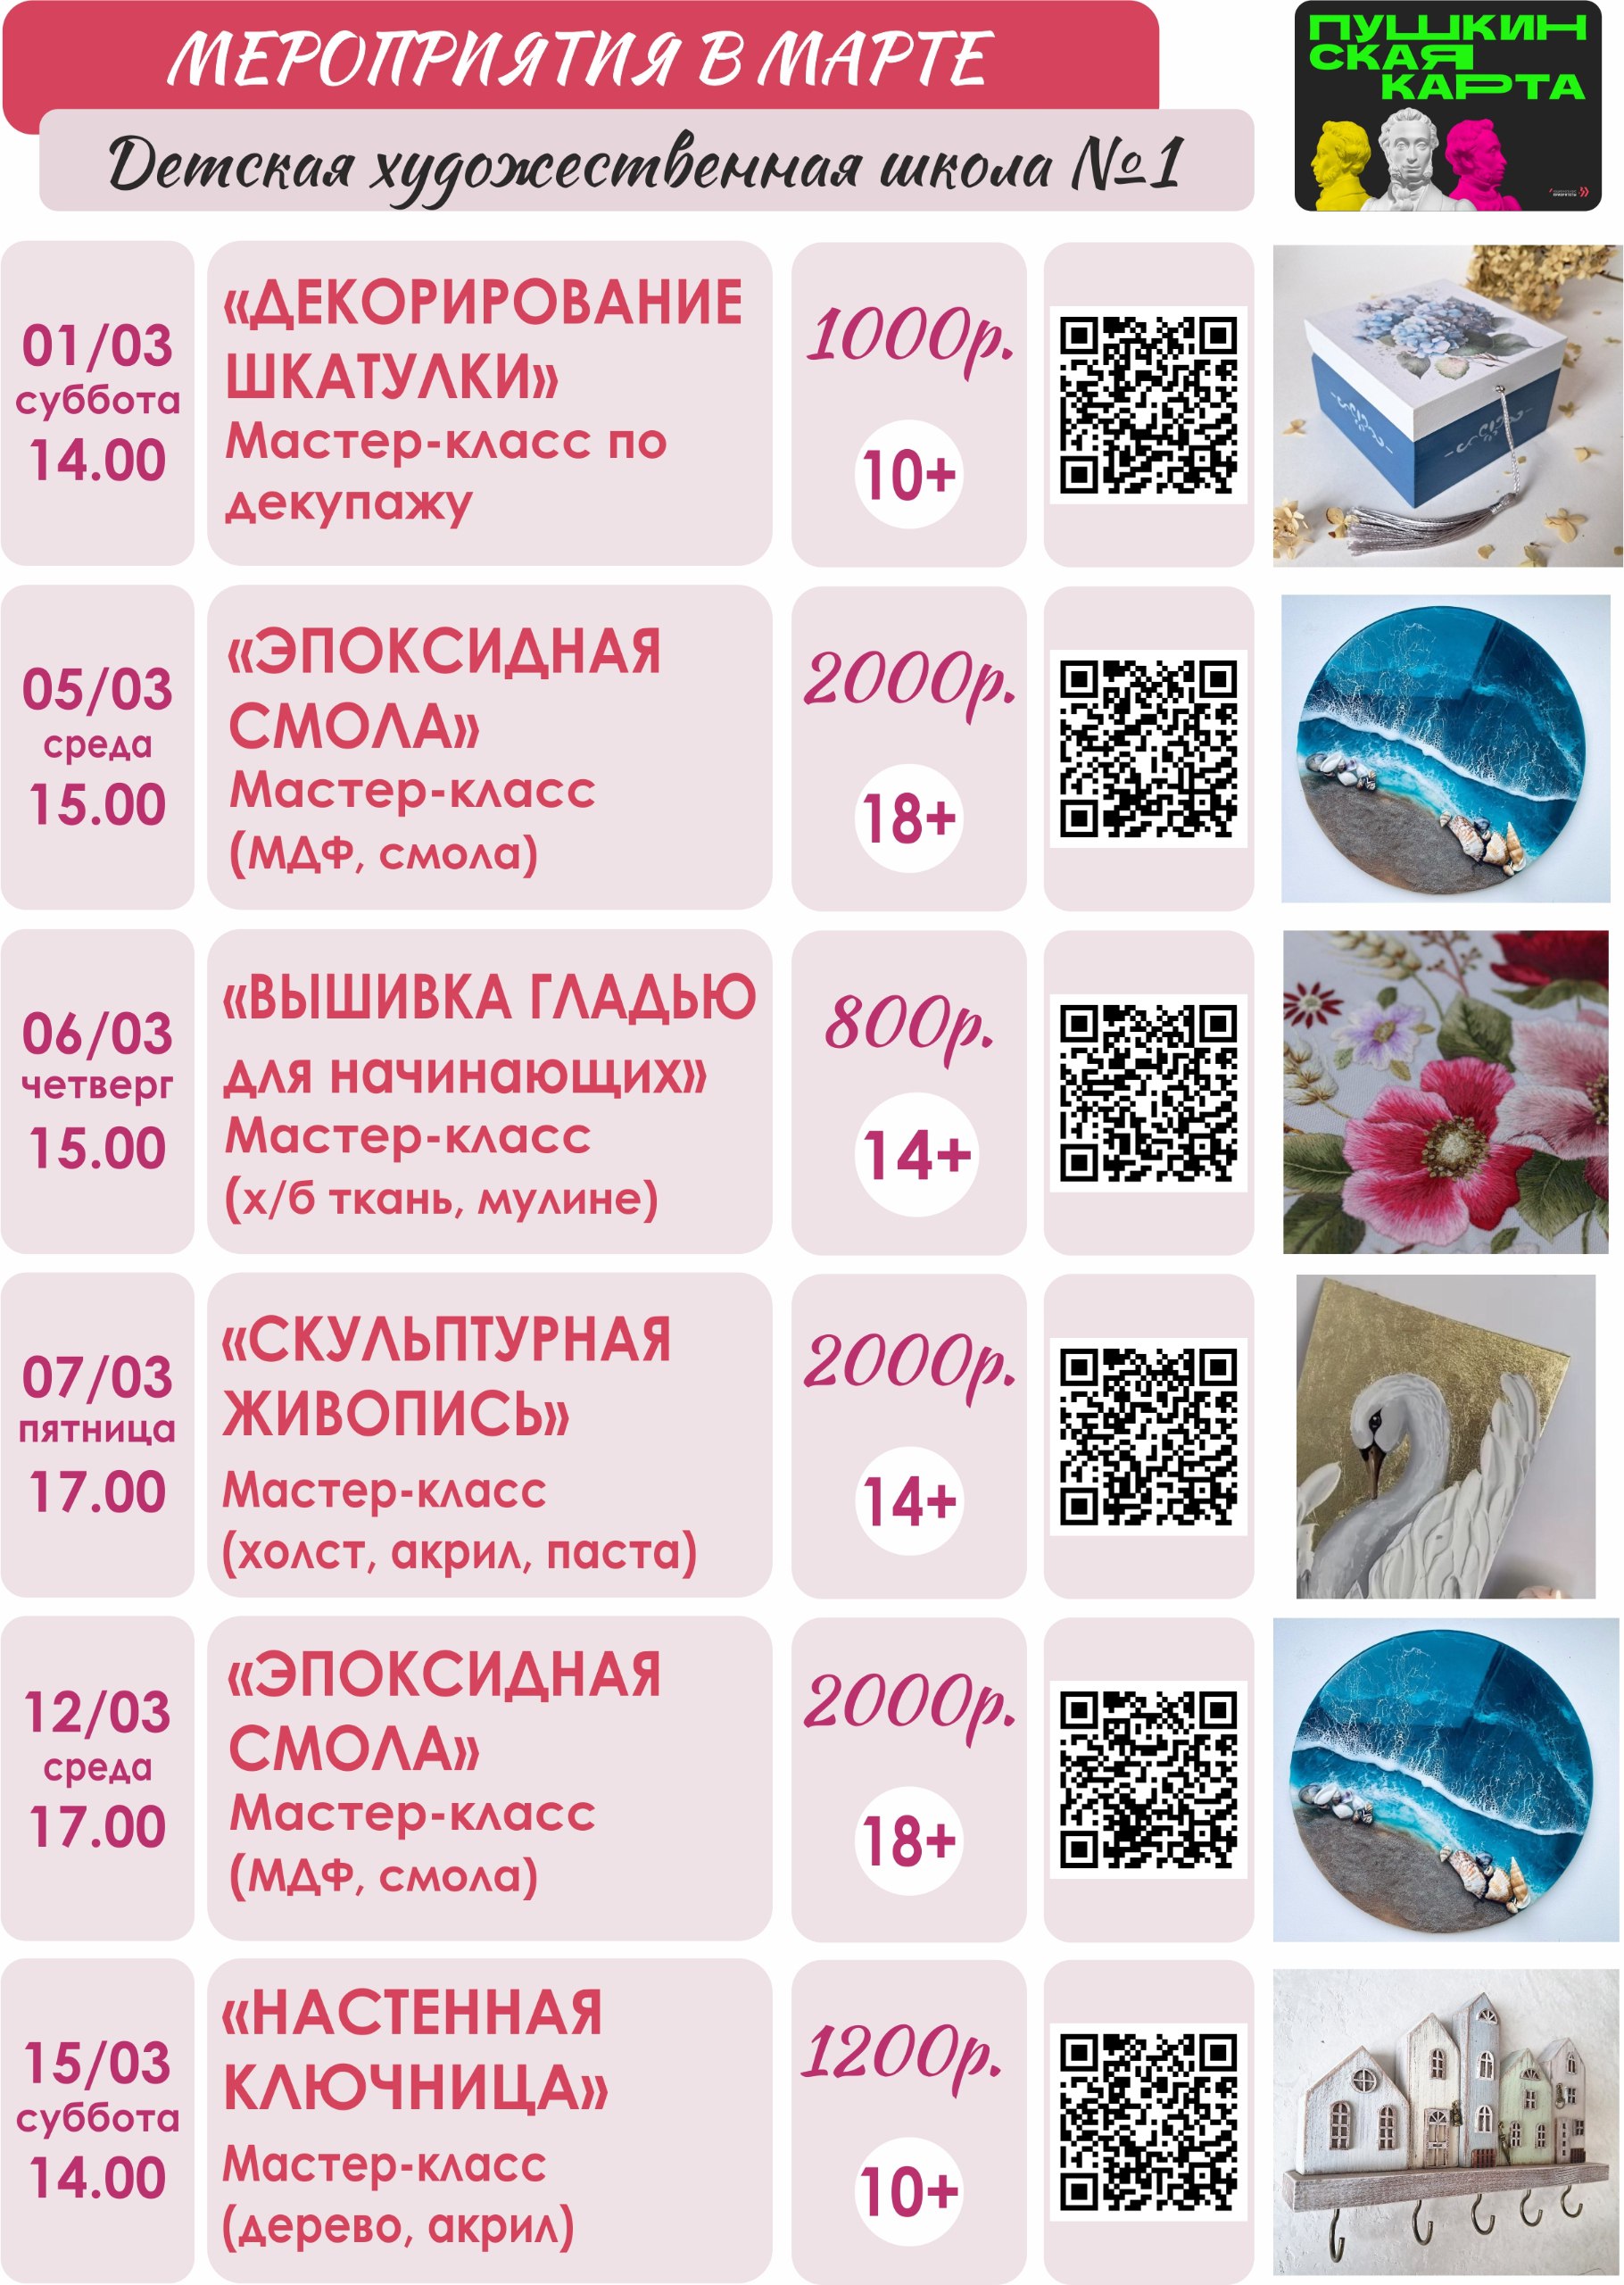 МЕРОПРИЯТИЯ В МАРТЕ
Детская художественная школа №1
ПУШКИН
СКАЯ
КАРТА
01/03
суббота
14.00
«ДЕКОРИРОВАНИЕ
ШКАТУЛКИ»
Мастер-класс по
декупажу
1000р.
10+
05/03
среда
15.00
«ЭПОКСИДНАЯ
СМОЛА»
Мастер-класс
(МДФ, смола)
2000р.
18+
06/03
четверг
15.00
«ВЫШИВКА ГЛАДЬЮ
для начинающих»
Мастер-класс
(х/б ткань, мулине)
800р.
14+
07/03
пятница
17.00
«СКУЛЬПТУРНАЯ
ЖИВОПИСЬ»
Мастер-класс
(холст, акрил, паста)
2000р.
14+
12/03
среда
17.00
«ЭПОКСИДНАЯ
СМОЛА»
Мастер-класс
(МДФ, смола)
2000р.
18+
15/03
суббота
14.00
«НАСТЕННАЯ
КЛЮЧНИЦА»
Мастер-класс
(дерево, акрил)
1200р.
10+